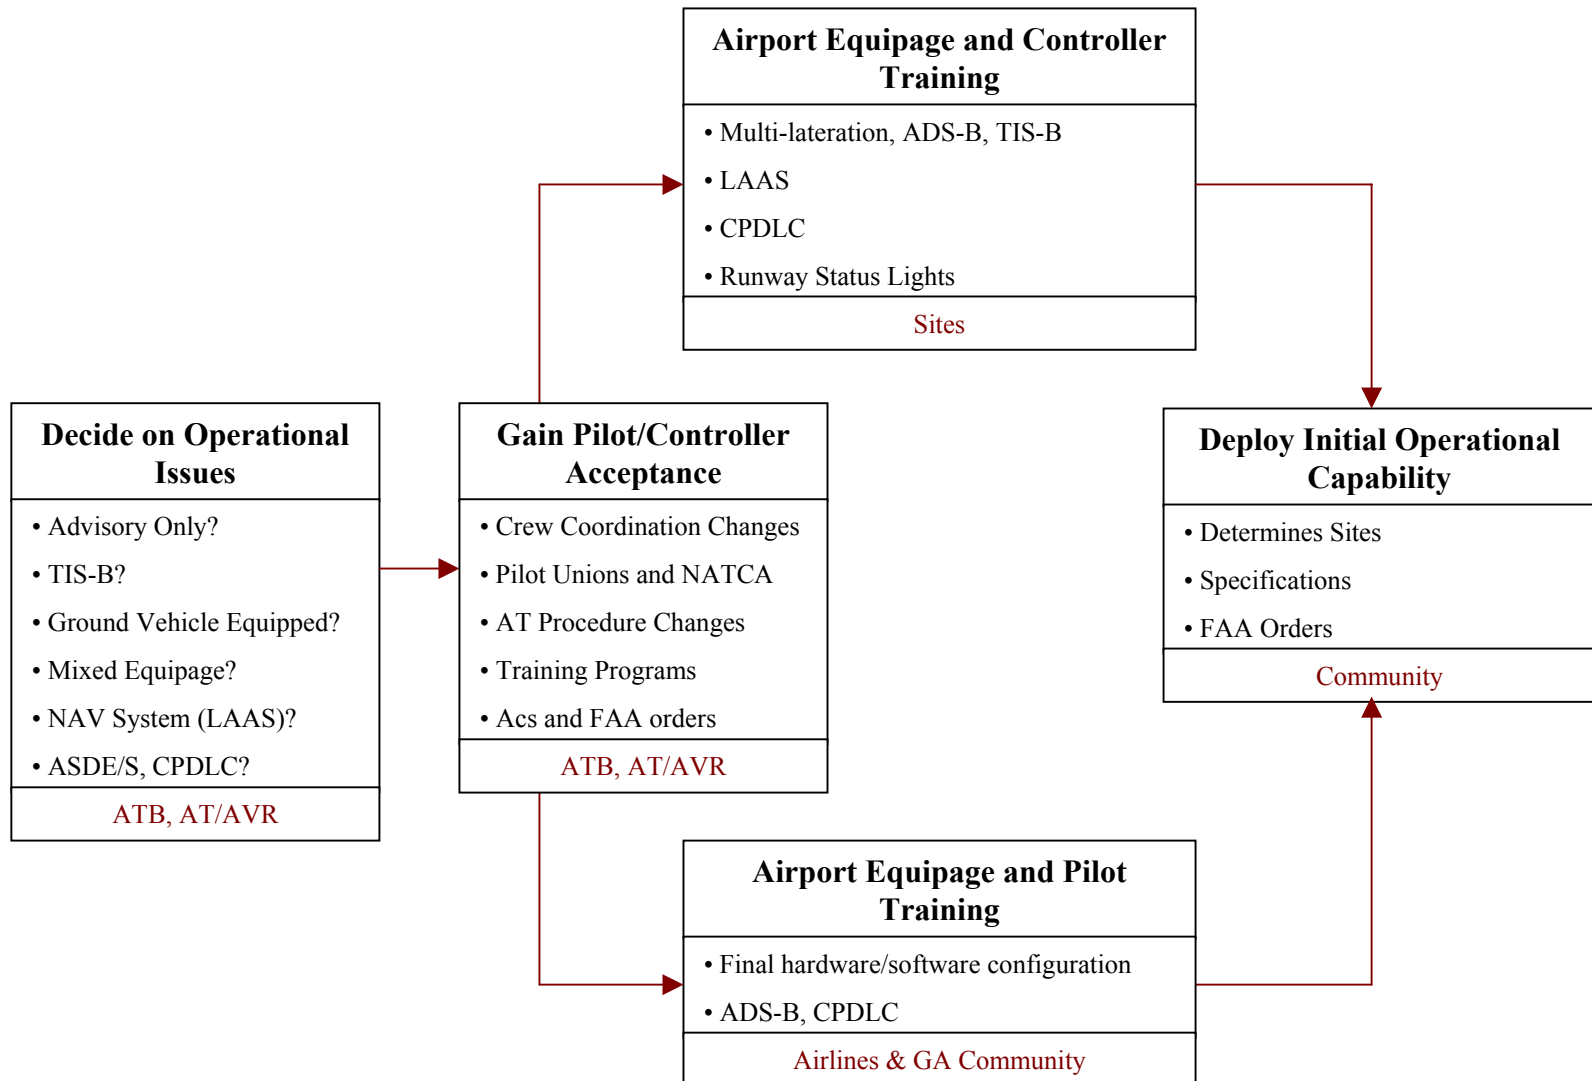 Airport Equipage and Controller
Training
• Multi-lateration, ADS-B, TIS-B
• LAAS
• CPDLC
• Runway Status Lights
Sites
Decide on Operational
Issues
• Advisory Only?
• TIS-B?
• Ground Vehicle Equipped?
• Mixed Equipage?
• NAV System (LAAS)?
• ASDE/S, CPDLC?
ATB, AT/AVR
Gain Pilot/Controller
Acceptance
• Crew Coordination Changes
• Pilot Unions and NATCA
• AT Procedure Changes
• Training Programs
• Acs and FAA orders
ATB, AT/AVR
Deploy Initial Operational
Capability
• Determines Sites
• Specifications
• FAA Orders
Community
Airport Equipage and Pilot
Training
• Final hardware/software configuration
• ADS-B, CPDLC
Airlines & GA Community